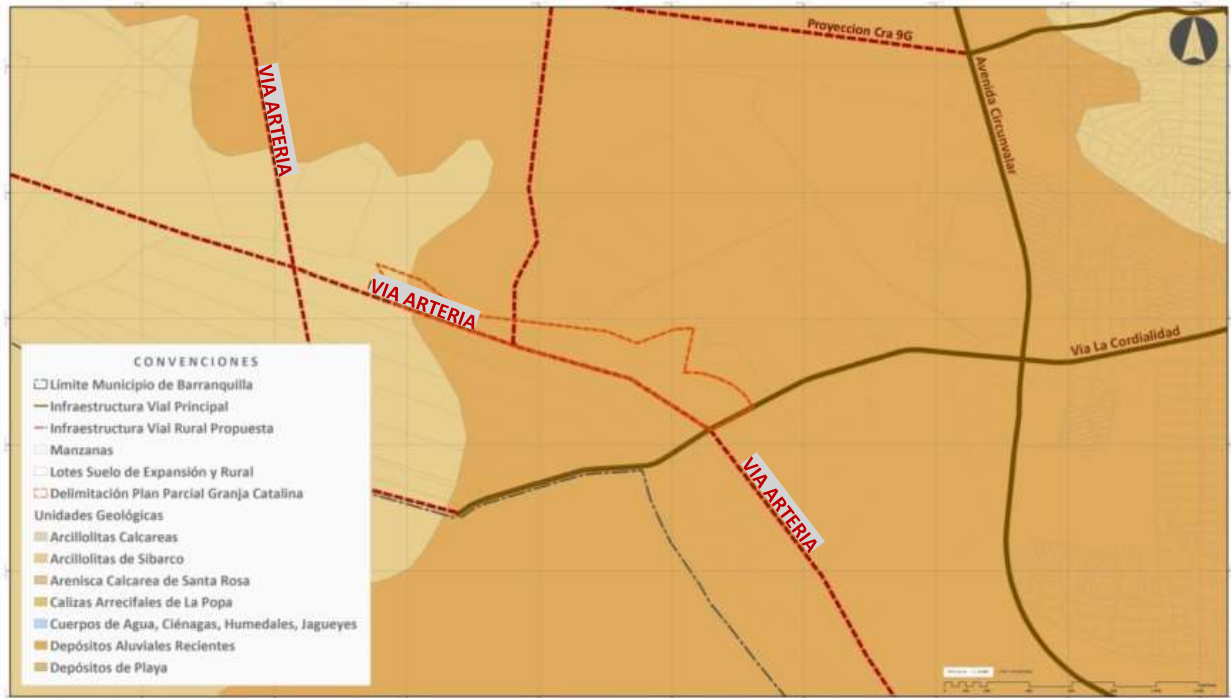 Proyeccion Cra 9G
VIA ARTERIA
Avenida Circunvalar
VIA ARTERIA
Via La Cordialidad
VIA ARTERIA
CONVENCIONES
Límite Municipio de Barranquilla
Infraestructura Vial Principal
Infraestructura Vial Rural Propuesta
Manzanas
Lotes Suelo de Expansión y Rural
Delimitación Plan Parcial Granja Catalina
Unidades Geológicas
Arcillolitas Calcareas
Arcillolitas de Sibarco
Arenisca Calcarea de Santa Rosa
Calizas Arrecifales de La Popa
Cuerpos de Agua, Ciénagas, Humedales, Jagueyes
Depósitos Aluviales Recientes
Depósitos de Playa